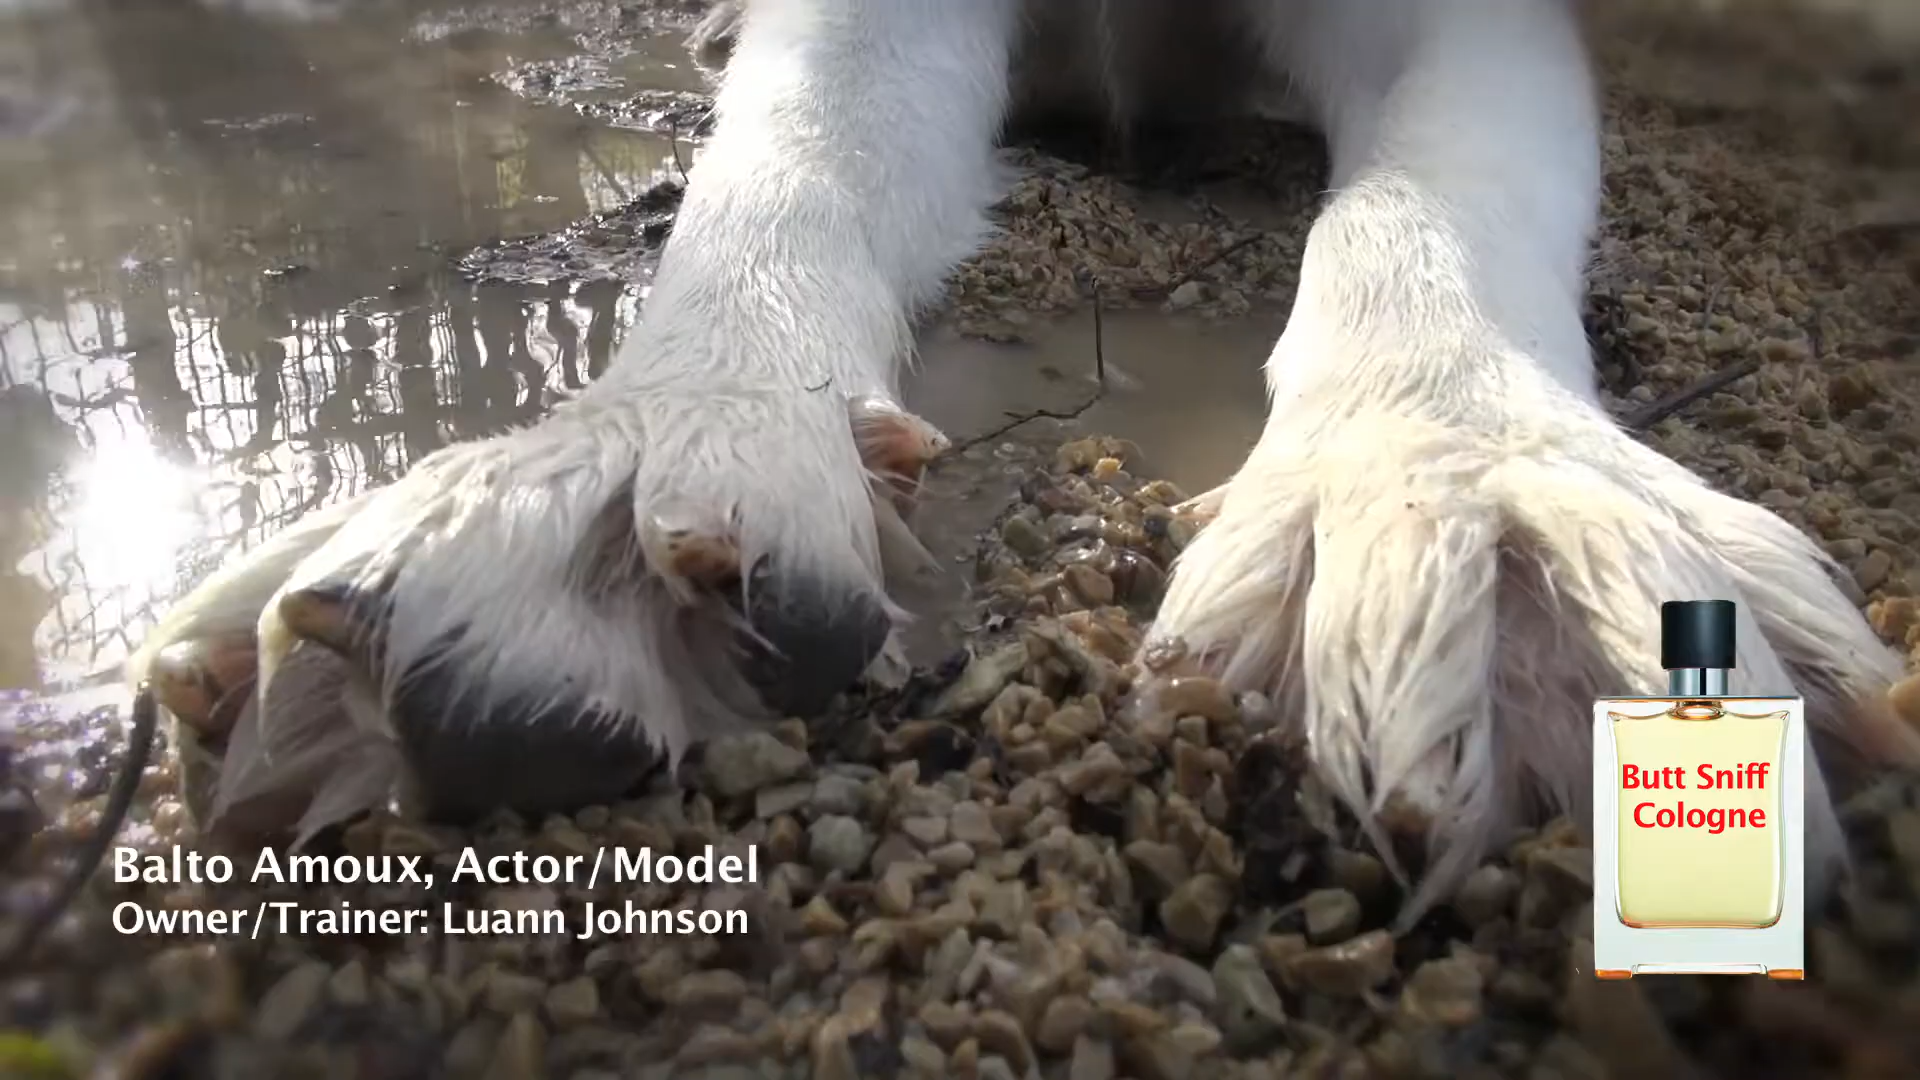 Balto Amoux, Actor/Model
Owner/Trainer: Luann Johnson
Butt Sniff
Cologne